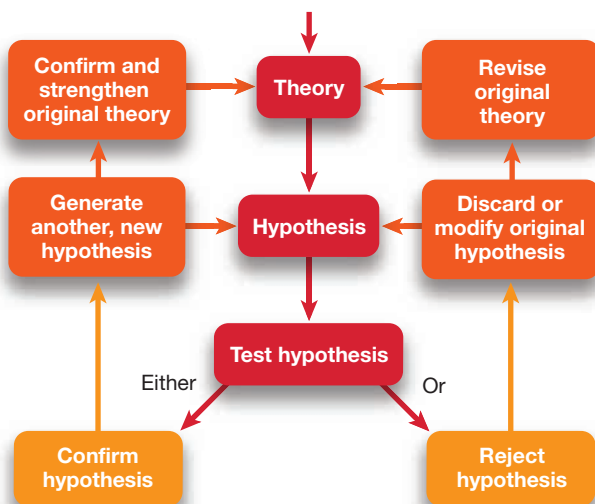 Confirm and
strengthen
original theory
Theory
Revise
original
theory
Generate
another, new
hypothesis
Hypothesis
Discard or
modify original
hypothesis
Test hypothesis
Either
Or
Confirm
hypothesis
Reject
hypothesis